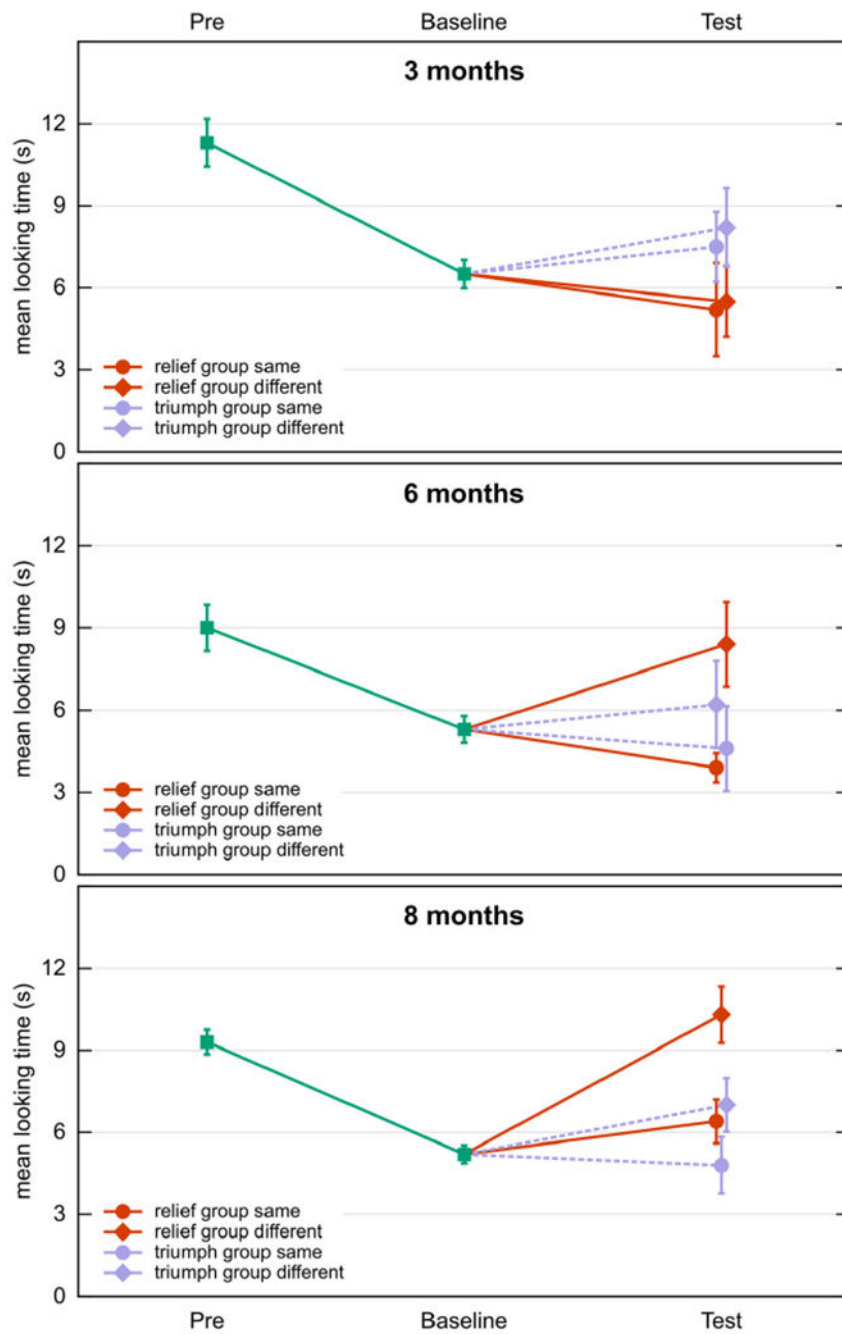 Pre Baseline Test
3 months
mean looking time (s)
12
9
6
3
0
relief group same
relief group different
triumph group same
triumph group different
6 months
mean looking time (s)
12
9
6
3
0
relief group same
relief group different
triumph group same
triumph group different
8 months
mean looking time (s)
12
9
6
3
0
relief group same
relief group different
triumph group same
triumph group different
Pre Baseline Test